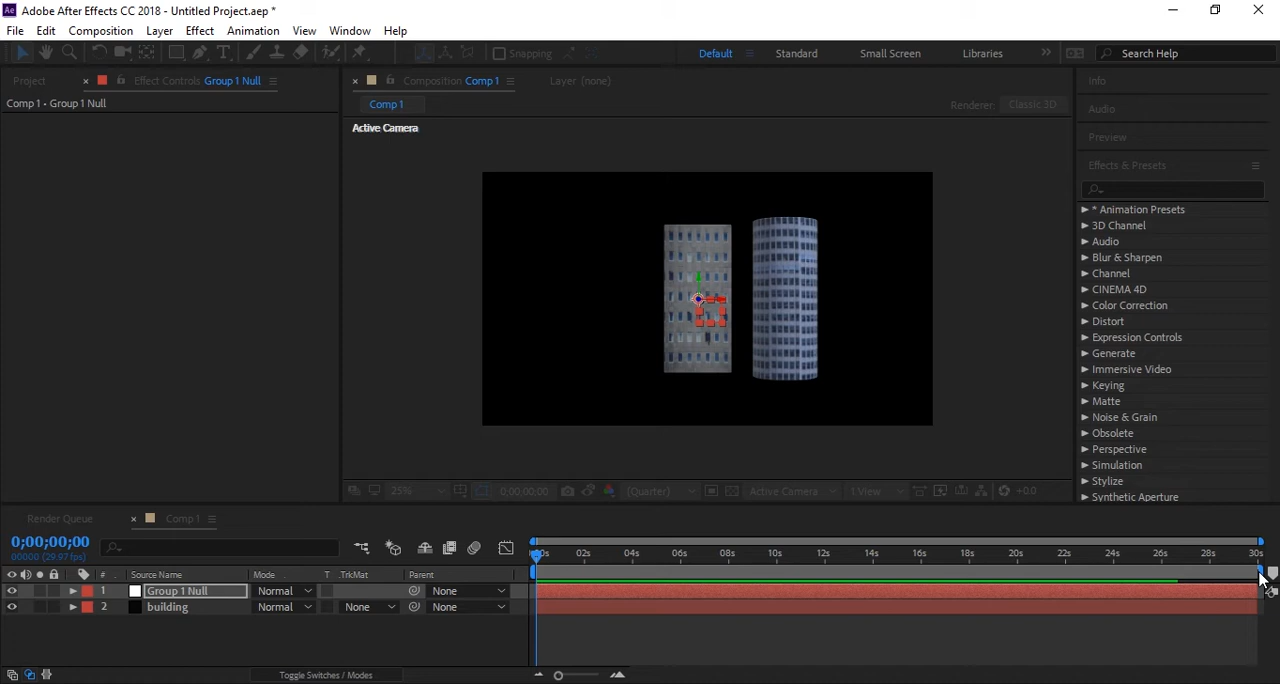 Ae Adobe After Effects CC 2018 - Untitled Project.aep *
File Edit Composition Layer Effect Animation View Window Help
Snapping Default Standard Small Screen Libraries Search Help
Project Effect Controls Group 1 Null Composition Comp 1 Layer (none) Info
Comp 1 • Group 1 Null
Comp 1 Renderer: Classic 3D Audio
Active Camera
Preview
Effects & Presets
* Animation Presets
3D Channel
Audio
Blur & Sharpen
Channel
CINEMA 4D
Color Correction
Distort
Expression Controls
Generate
Immersive Video
Keying
Matte
Noise & Grain
Obsolete
Perspective
Simulation
Stylize
Synthetic Aperture
25% 0;00;00;00 (Quarter) Active Camera 1 View +0.0
Render Queue Comp 1
0;00;00;00
00000 (29.97 fps)
02s 04s 06s 08s 10s 12s 14s 16s 18s 20s 22s 24s 26s 28s 30s
# Source Name Mode T .TrkMat Parent
1 Group 1 Null Normal None
2 building Normal None None
Toggle Switches / Modes